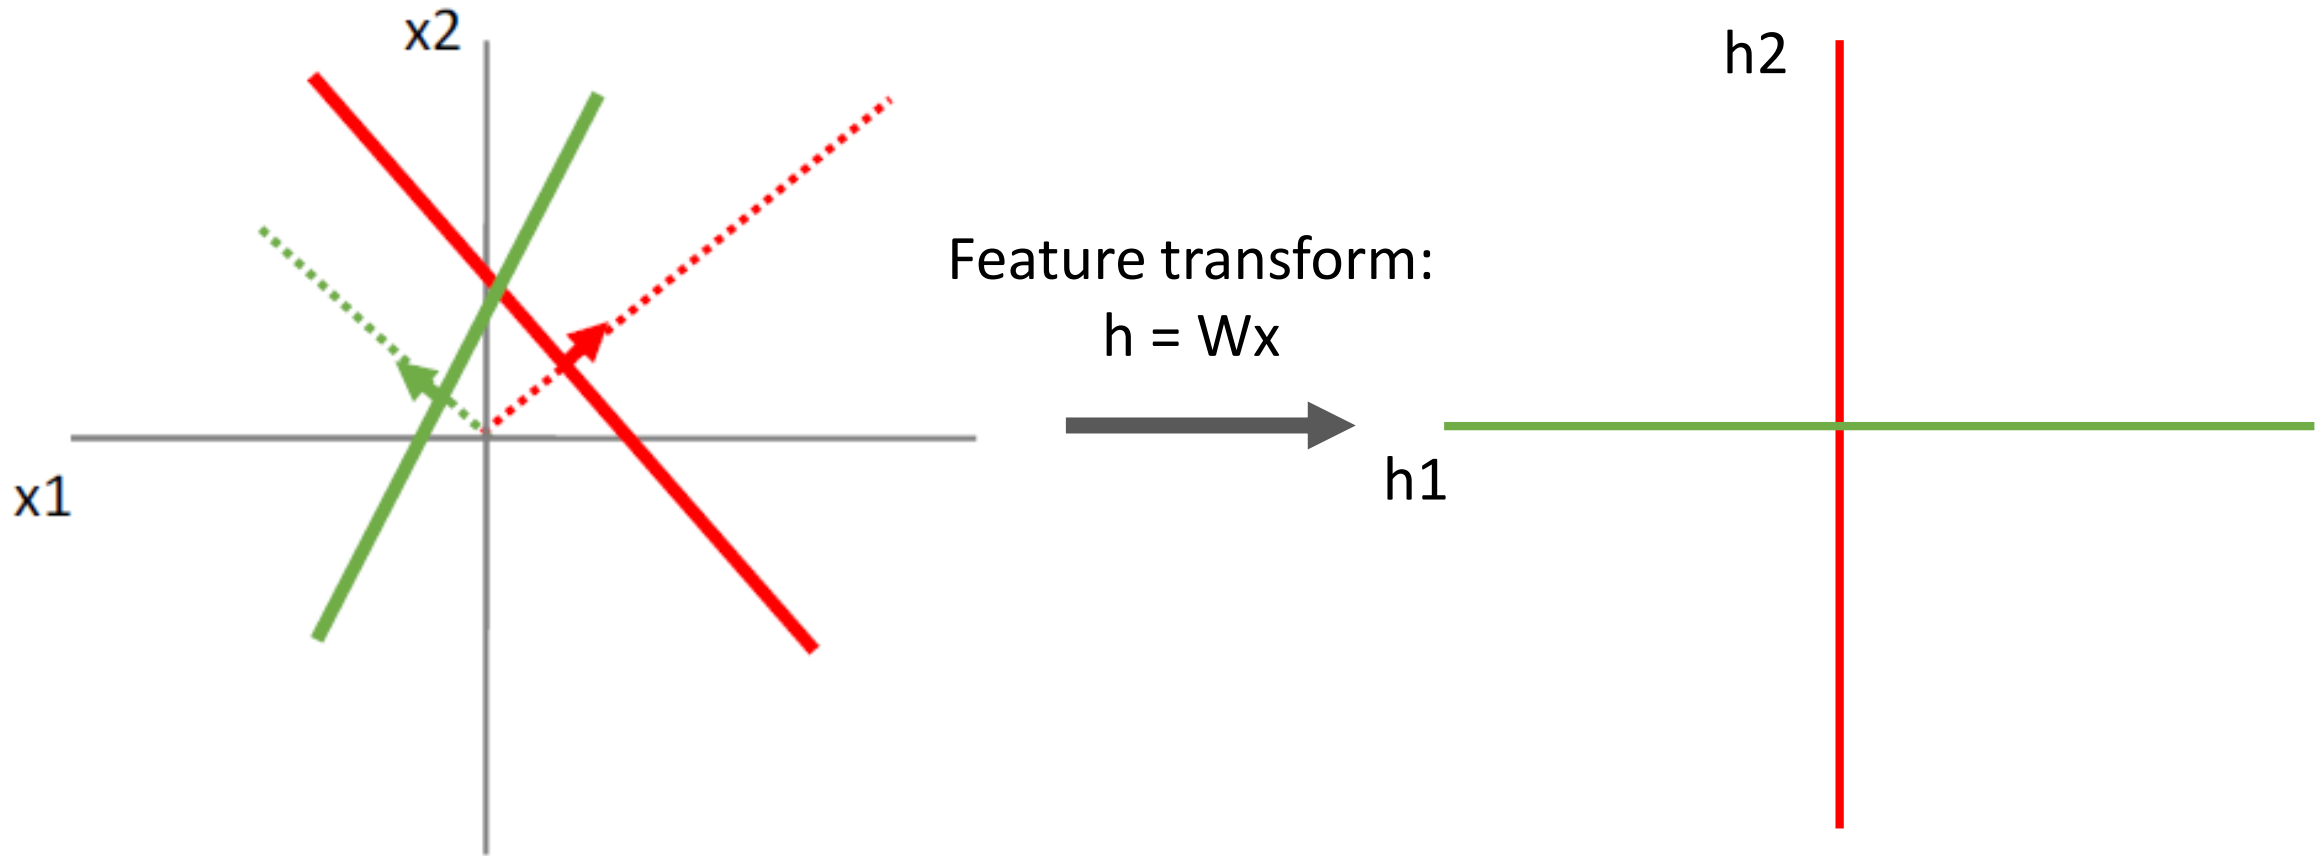 x2
x1
Feature transform:
h = Wx
h2
h1